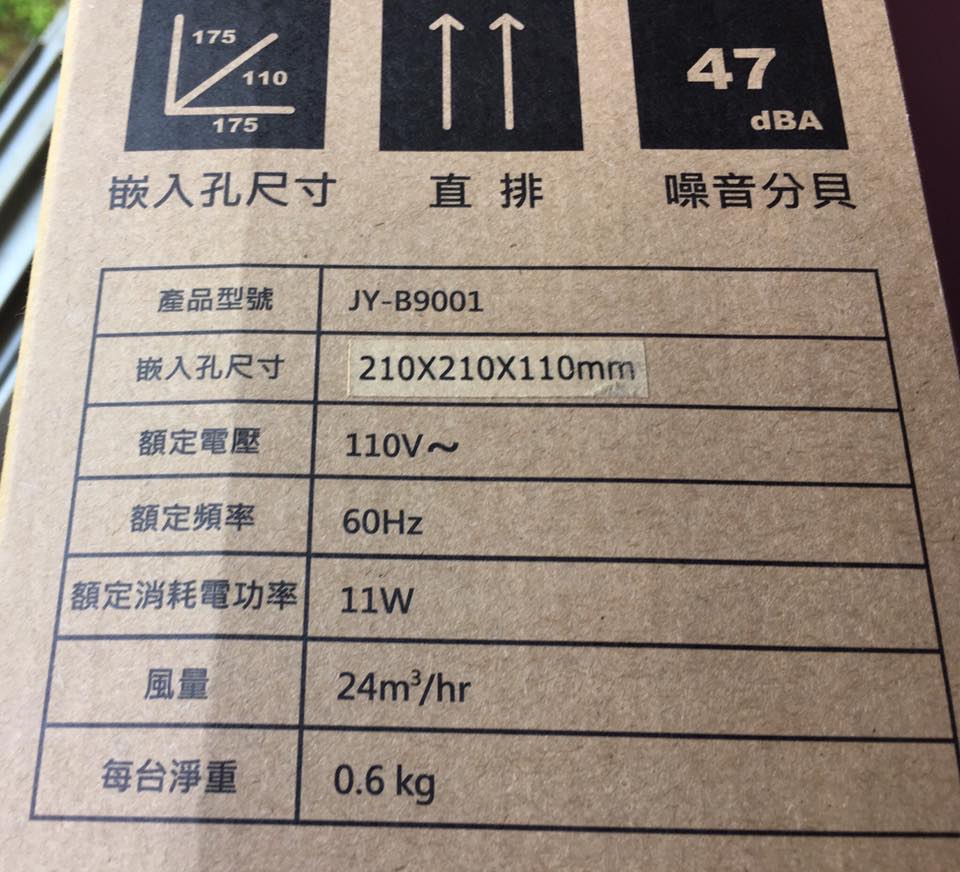 175
110
175
47
dBA
嵌入孔尺寸
直 排
噪音分貝
產品型號 JY-B9001
嵌入孔尺寸 210X210X110mm
額定電壓 110V～
額定頻率 60Hz
額定消耗電功率 11W
風量 24m³/hr
每台淨重 0.6 kg